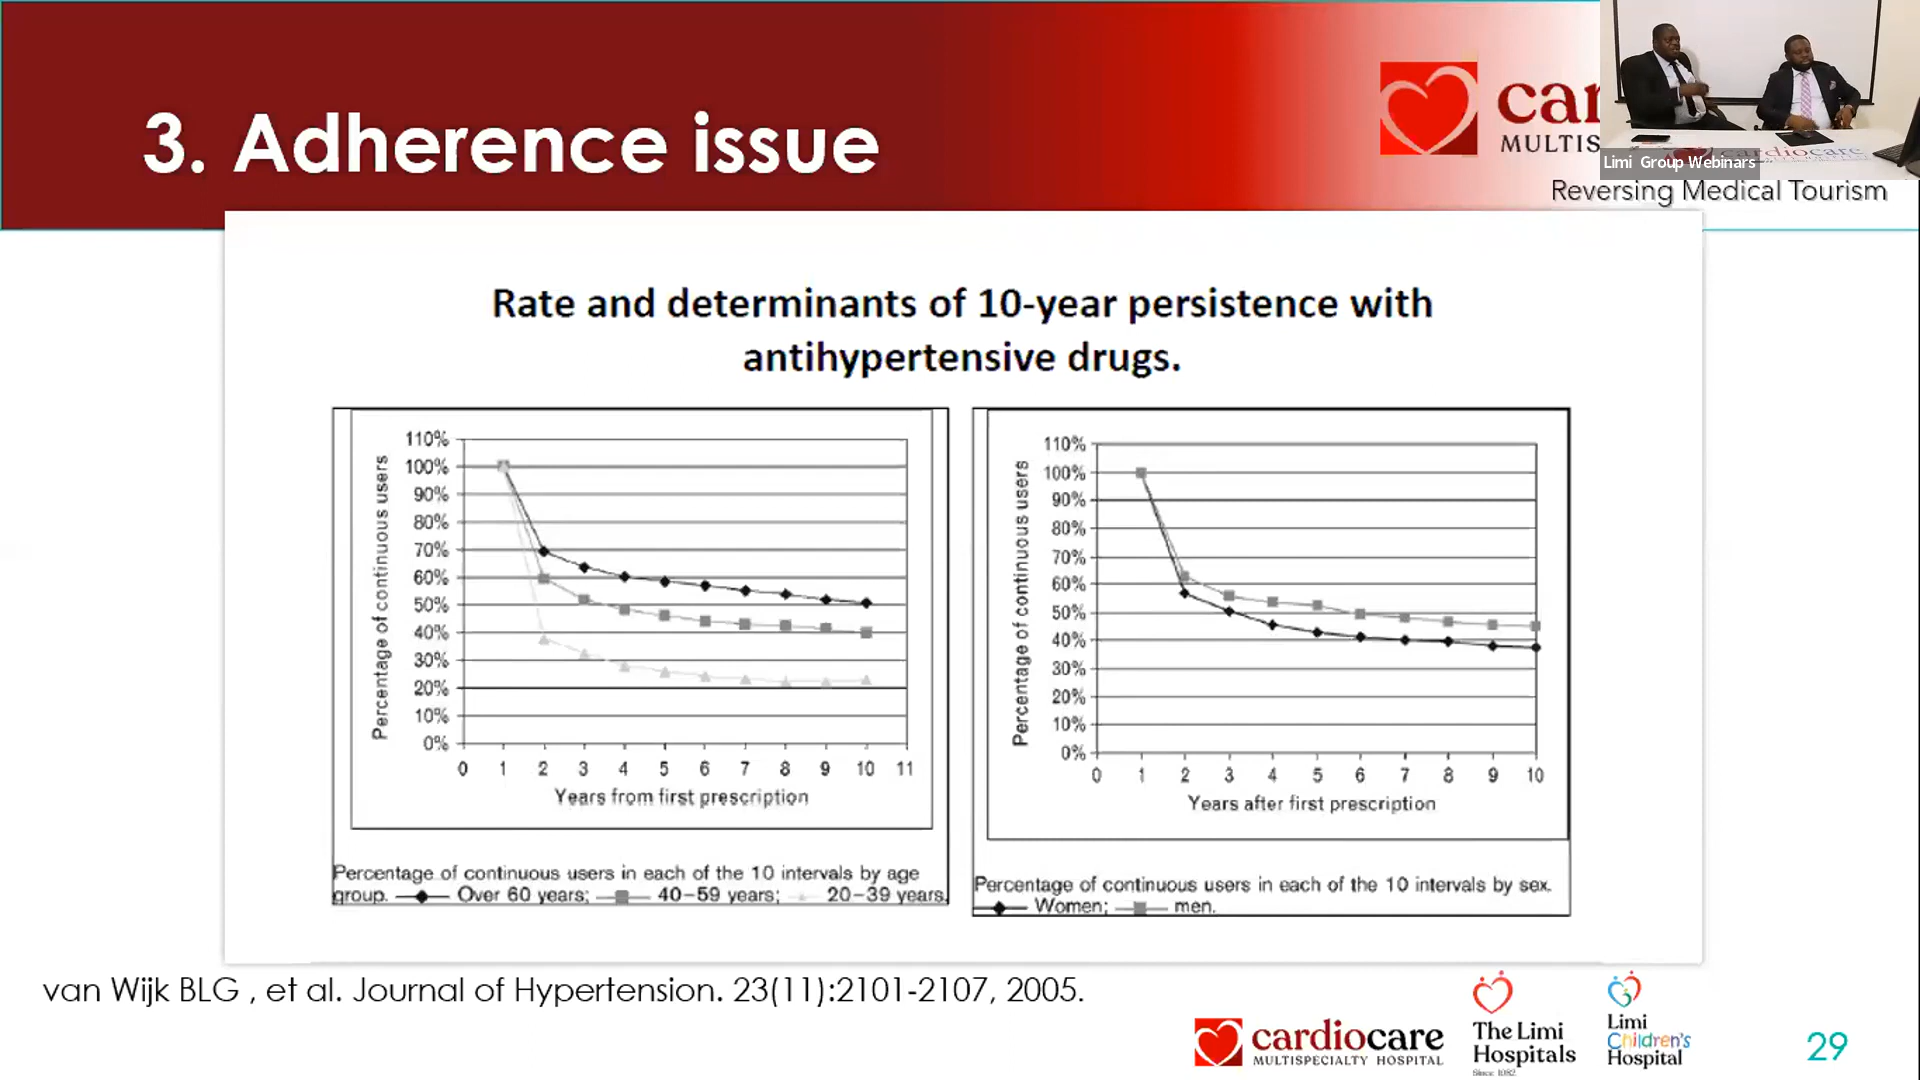 3. Adherence issue
car
MULTIS
Limi Group Webinars
Reversing Medical Tourism
Rate and determinants of 10-year persistence with
antihypertensive drugs.
Percentage of continuous users
110%
100%
90%
80%
70%
60%
50%
40%
30%
20%
10%
0%
0 1 2 3 4 5 6 7 8 9 10 11
Years from first prescription
Percentage of continuous users in each of the 10 intervals by age
group. Over 60 years; 40–59 years; 20–39 years.
Percentage of continuous users
110%
100%
90%
80%
70%
60%
50%
40%
30%
20%
10%
0%
0 1 2 3 4 5 6 7 8 9 10
Years after first prescription
Percentage of continuous users in each of the 10 intervals by sex.
Women; men.
van Wijk BLG , et al. Journal of Hypertension. 23(11):2101-2107, 2005.
cardiocare
MULTISPECIALTY HOSPITAL
The Limi
Hospitals
Limi
Children's
Hospital
29